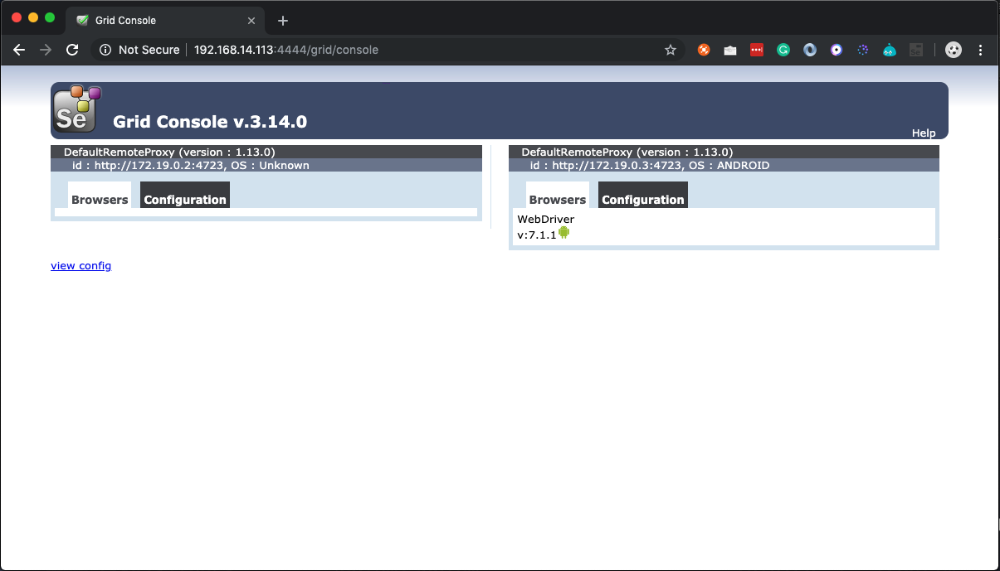 Grid Console
Not Secure 192.168.14.113:4444/grid/console
Se
Grid Console v.3.14.0
Help
DefaultRemoteProxy (version : 1.13.0)
id : http://172.19.0.2:4723, OS : Unknown
Browsers Configuration
DefaultRemoteProxy (version : 1.13.0)
id : http://172.19.0.3:4723, OS : ANDROID
Browsers Configuration
WebDriver
v:7.1.1
view config